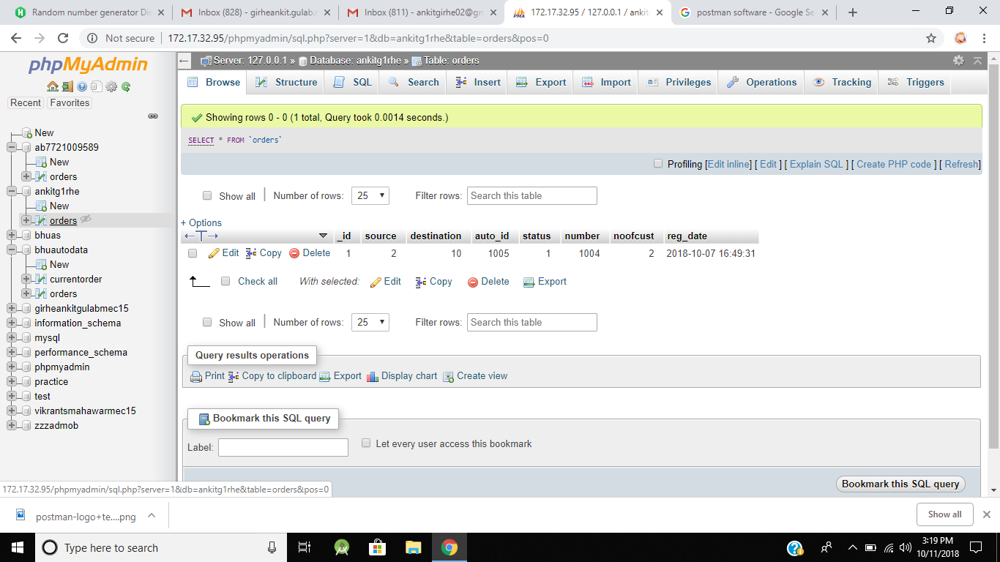 Random number generator Dis
Inbox (828) - girheankit.gulab.r
Inbox (811) - ankitgirhe02@gm
172.17.32.95 / 127.0.0.1 / ankit
postman software - Google Se
Not secure
172.17.32.95/phpmyadmin/sql.php?server=1&db=ankitg1rhe&table=orders&pos=0
phpMyAdmin
Recent Favorites
New
ab7721009589
New
orders
ankitg1rhe
New
orders
bhuas
bhuautodata
New
currentorder
orders
girheankitgulabmec15
information_schema
mysql
performance_schema
phpmyadmin
practice
test
vikrantsmahawarmec15
zzzadmob
Server: 127.0.0.1 » Database: ankitg1rhe » Table: orders
Browse Structure SQL Search Insert Export Import Privileges Operations Tracking Triggers
Showing rows 0 - 0 (1 total, Query took 0.0014 seconds.)
SELECT * FROM `orders`
Profiling [Edit inline] [ Edit ] [ Explain SQL ] [ Create PHP code ] [ Refresh]
Show all | Number of rows: 25 Filter rows: Search this table
+ Options
_id source destination auto_id status number noofcust reg_date
Edit Copy Delete 1 2 10 1005 1 1004 2 2018-10-07 16:49:31
Check all With selected: Edit Copy Delete Export
Show all | Number of rows: 25 Filter rows: Search this table
Query results operations
Print Copy to clipboard Export Display chart Create view
Bookmark this SQL query
Label: Let every user access this bookmark
Bookmark this SQL query
172.17.32.95/phpmyadmin/sql.php?server=1&db=ankitg1rhe&table=orders&pos=0
postman-logo+te....png
Show all
Type here to search
3:19 PM
10/11/2018